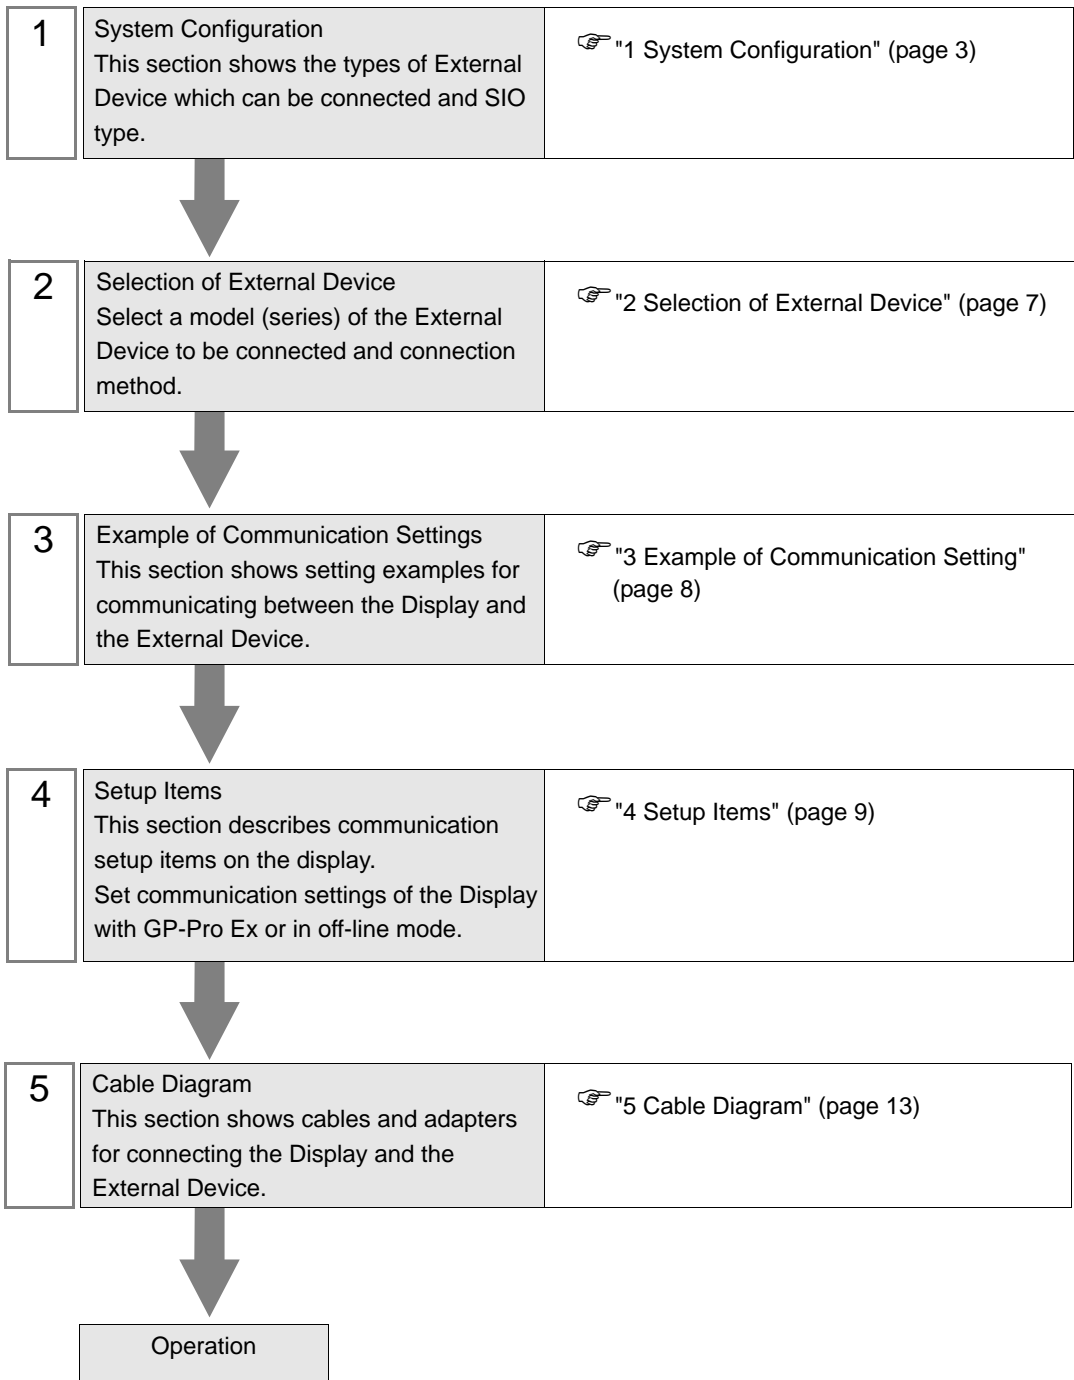 1
System Configuration
This section shows the types of External
Device which can be connected and SIO
type.
"1 System Configuration" (page 3)
2
Selection of External Device
Select a model (series) of the External
Device to be connected and connection
method.
"2 Selection of External Device" (page 7)
3
Example of Communication Settings
This section shows setting examples for
communicating between the Display and
the External Device.
"3 Example of Communication Setting"
(page 8)
4
Setup Items
This section describes communication
setup items on the display.
Set communication settings of the Display
with GP-Pro Ex or in off-line mode.
"4 Setup Items" (page 9)
5
Cable Diagram
This section shows cables and adapters
for connecting the Display and the
External Device.
"5 Cable Diagram" (page 13)
Operation